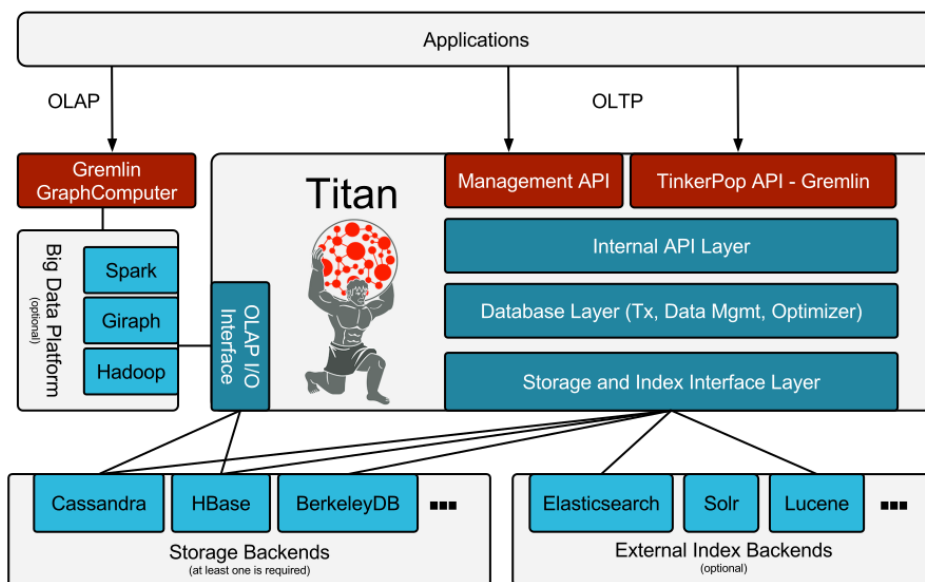 Applications
OLAP
OLTP
Gremlin
GraphComputer
Titan
Management API
TinkerPop API - Gremlin
Internal API Layer
Big Data Platform
(optional)
Spark
Giraph
Hadoop
OLAP I/O
Interface
Database Layer (Tx, Data Mgmt, Optimizer)
Storage and Index Interface Layer
Cassandra
HBase
BerkeleyDB
Storage Backends
(at least one is required)
Elasticsearch
Solr
Lucene
External Index Backends
(optional)